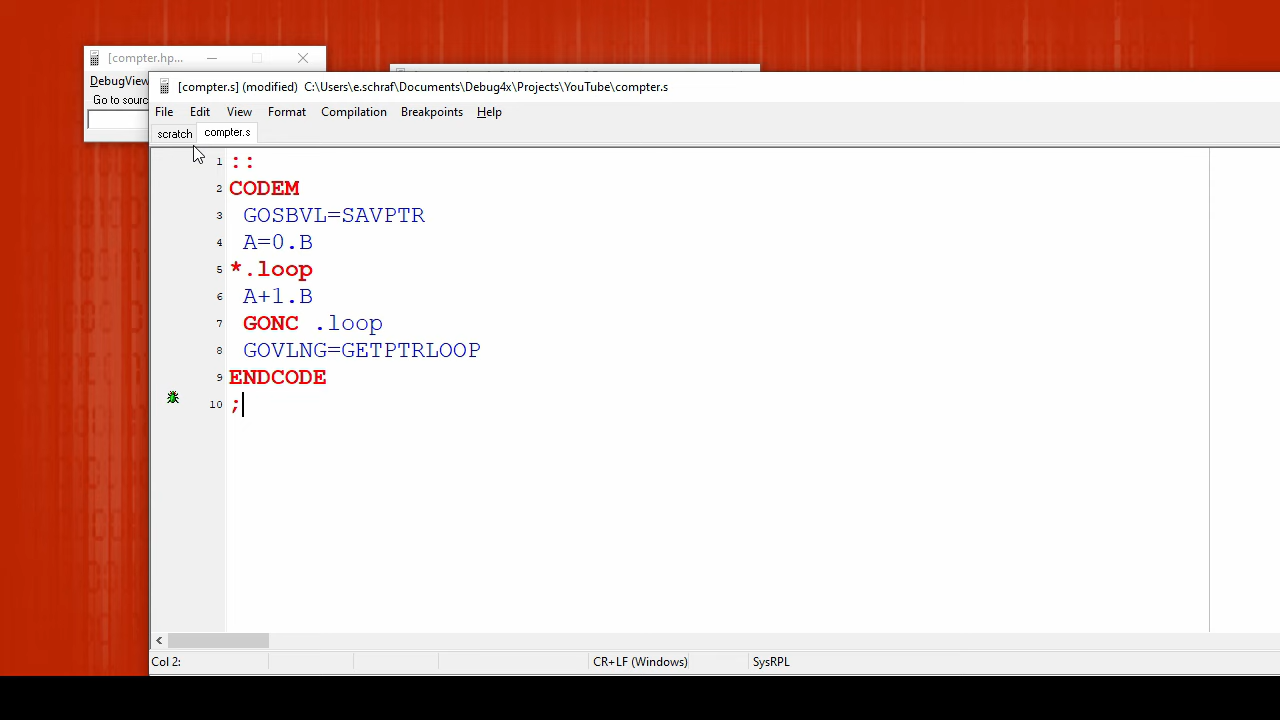 [compter.hp...
DebugView
Go to sourc
[compter.s] (modified) C:\Users\e.schraf\Documents\Debug4x\Projects\YouTube\compter.s
File Edit View Format Compilation Breakpoints Help
scratch compter.s
1 ::
2 CODEM
3 GOSBVL=SAVPTR
4 A=0.B
5 *.loop
6 A+1.B
7 GONC .loop
8 GOVLNG=GETPTRLOOP
9 ENDCODE
10 ;
Col 2: CR+LF (Windows) SysRPL